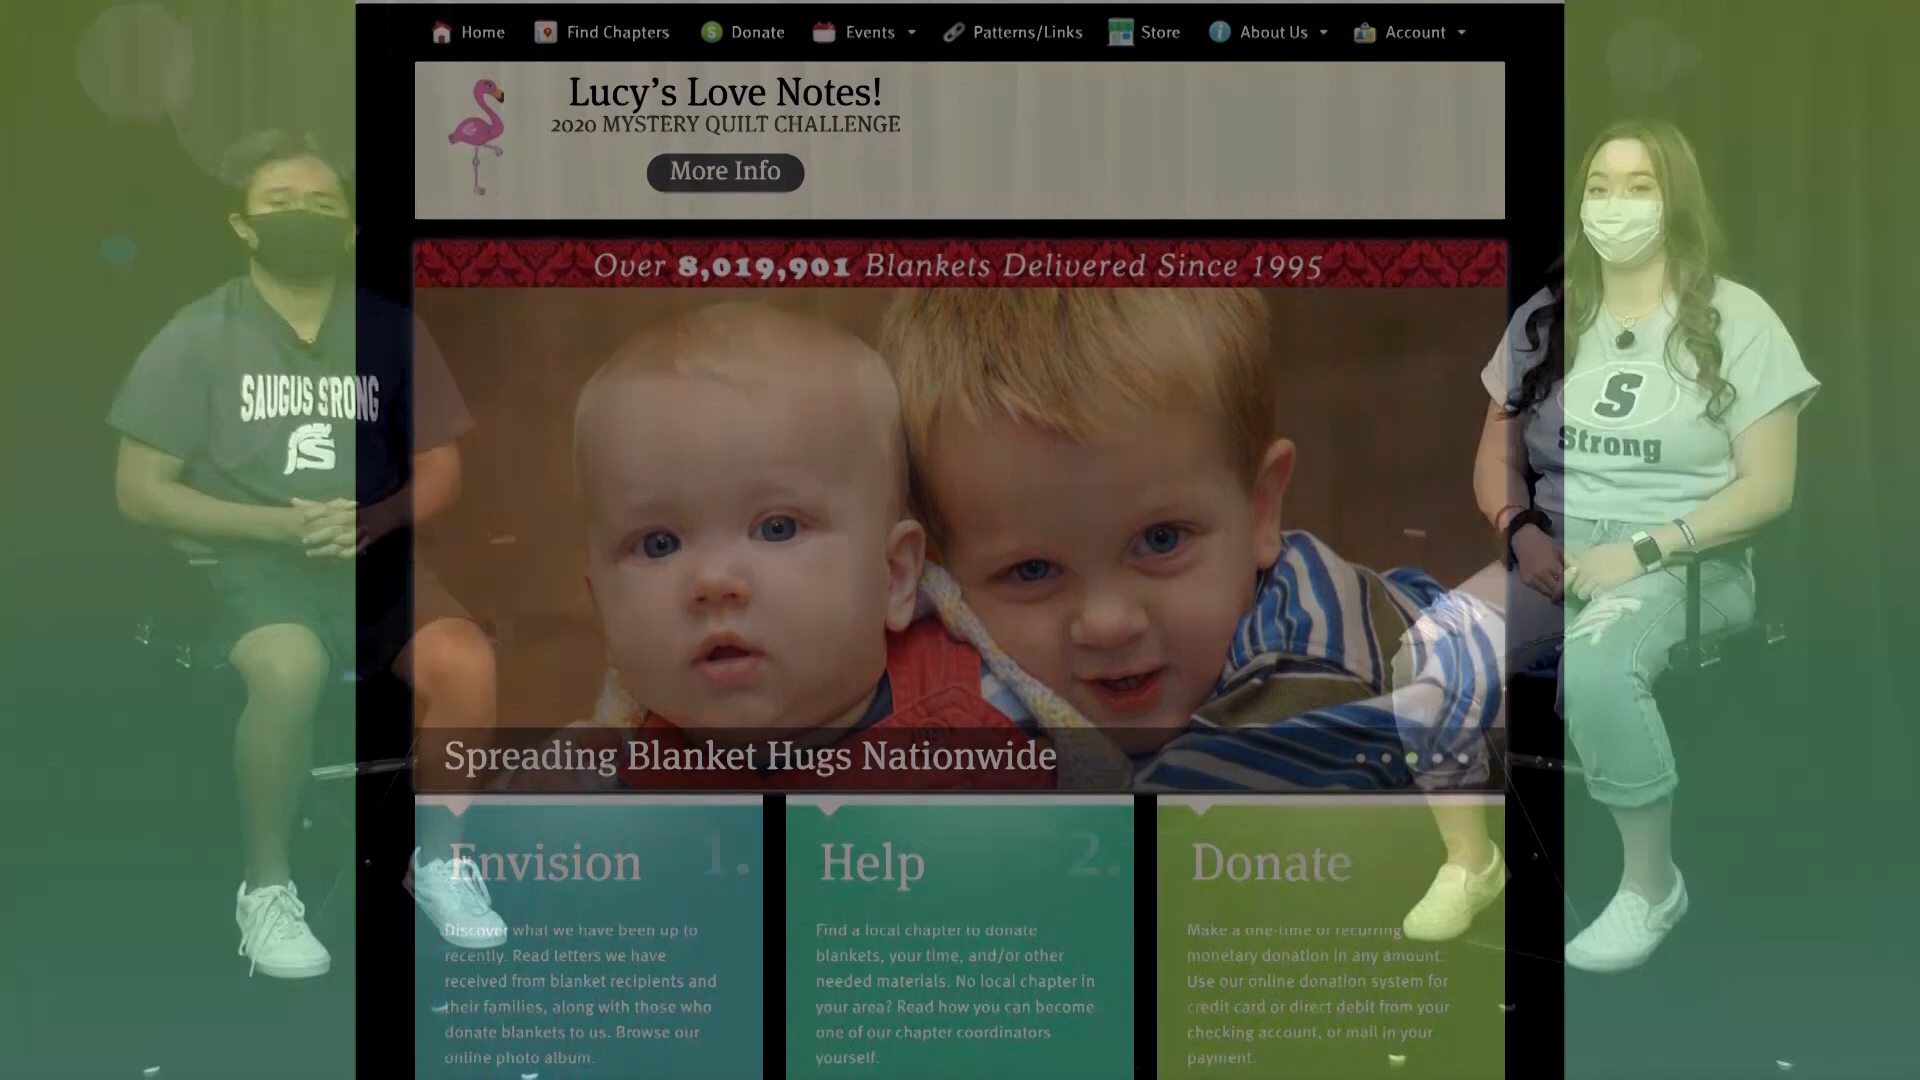 Home Find Chapters Donate Events Patterns/Links Store About Us Account
Lucy's Love Notes!
2020 MYSTERY QUILT CHALLENGE
More Info
Over 8,019,901 Blankets Delivered Since 1995
SAUGUS STRONG
S
S
Strong
Spreading Blanket Hugs Nationwide
Envision 1.
Discover what we have been up to
recently. Read letters we have
received from blanket recipients and
their families, along with those who
donate blankets to us. Browse our
online photo album.
Help 2.
Find a local chapter to donate
blankets, your time, and/or other
needed materials. No local chapter in
your area? Read how you can become
one of our chapter coordinators
yourself.
Donate
Make a one-time or recurring
monetary donation in any amount.
Use our online donation system for
credit card or direct debit from your
checking account, or mail in your
payment.